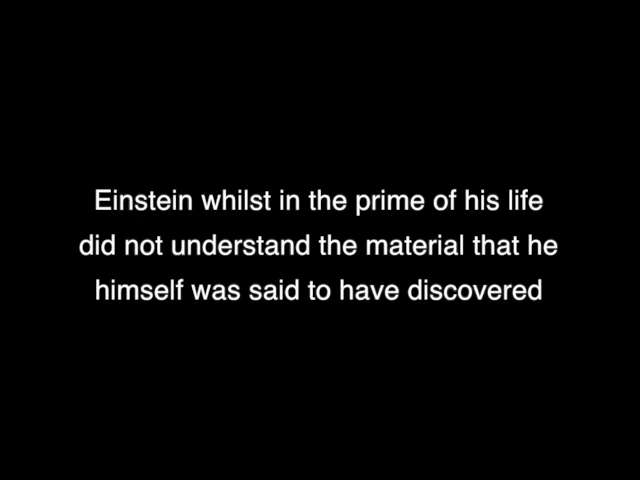 Einstein whilst in the prime of his life
did not understand the material that he
himself was said to have discovered